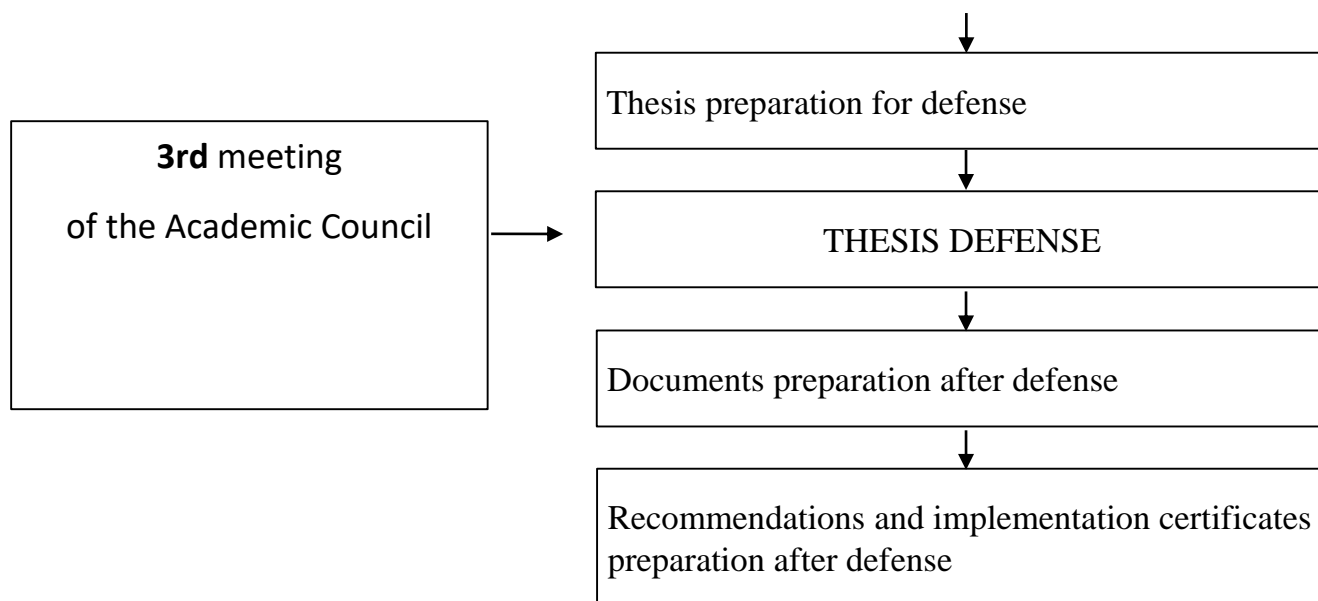 Thesis preparation for defense
3rd meeting
of the Academic Council
THESIS DEFENSE
Documents preparation after defense
Recommendations and implementation certificates
preparation after defense